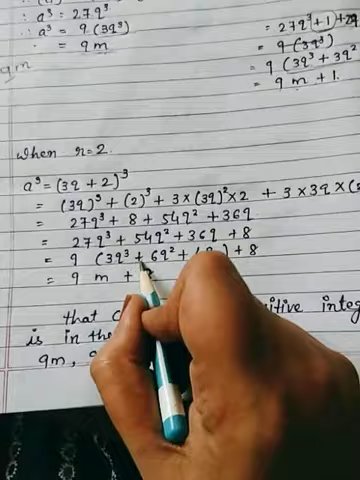 ∴ a³ = 27q³
∴ a³ = 9(3q³)
= 9m
9m
= 27q³ + 1 +
= 9(3q³)
= 9(3q³ + 3q²
= 9m + 1.
when r = 2.
a³ = (3q + 2)³
= (3q)³ + (2)³ + 3×(3q)²×2 + 3×3q×(2
= 27q³ + 8 + 54q² + 36q
= 27q³ + 54q² + 36q + 8
= 9(3q³ + 6q² + ) + 8
= 9m +
that integ
is in the
9m,